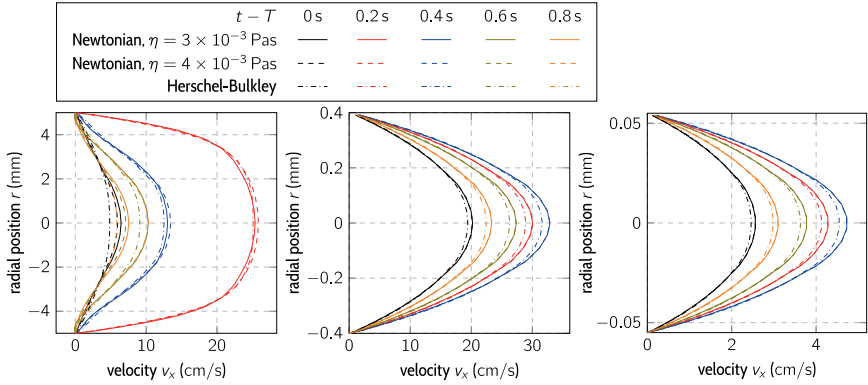 t − T 0 s 0.2 s 0.4 s 0.6 s 0.8 s
Newtonian, η = 3 × 10⁻³ Pas
Newtonian, η = 4 × 10⁻³ Pas
Herschel-Bulkley
radial position r (mm)
4
2
0
−2
−4
0 10 20
velocity vₓ (cm/s)
radial position r (mm)
0.4
0.2
0
−0.2
−0.4
0 10 20 30
velocity vₓ (cm/s)
radial position r (mm)
0.05
0
−0.05
0 2 4
velocity vₓ (cm/s)